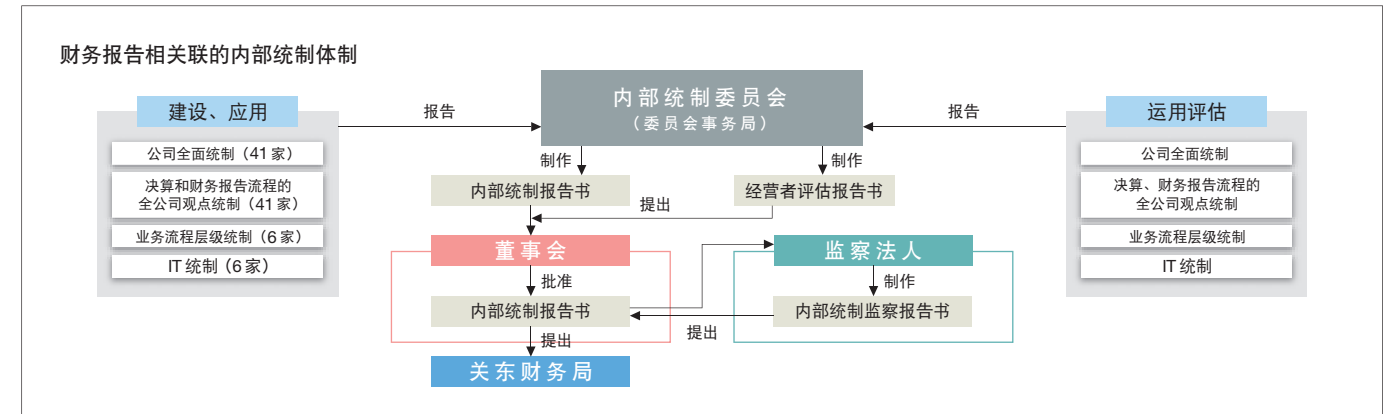 财务报告相关联的内部统制体制
建设、应用
公司全面统制（41家）
决算和财务报告流程的
全公司观点统制（41家）
业务流程层级统制（6家）
IT统制（6家）
报告
内部统制委员会
（委员会事务局）
报告
运用评估
公司全面统制
决算、财务报告流程的
全公司观点统制
业务流程层级统制
IT统制
制作
制作
内部统制报告书
经营者评估报告书
提出
董事会
监察法人
批准
制作
内部统制报告书
内部统制监察报告书
提出
提出
关东财务局